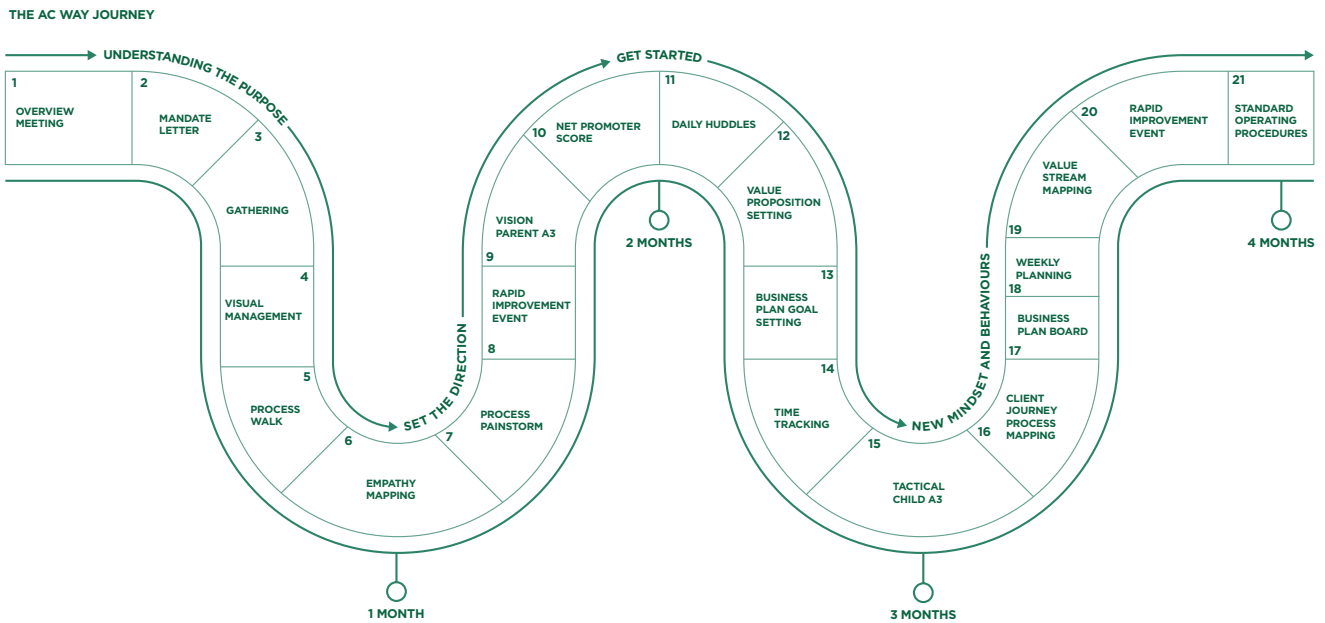 THE AC WAY JOURNEY
UNDERSTANDING THE PURPOSE
1
OVERVIEW
MEETING
2
MANDATE
LETTER
3
GATHERING
4
VISUAL
MANAGEMENT
5
PROCESS
WALK
6
EMPATHY
MAPPING
1 MONTH
SET THE DIRECTION
7
PROCESS
PAINSTORM
8
RAPID
IMPROVEMENT
EVENT
9
VISION
PARENT A3
10
NET PROMOTER
SCORE
GET STARTED
2 MONTHS
11
DAILY HUDDLES
12
VALUE
PROPOSITION
SETTING
13
BUSINESS
PLAN GOAL
SETTING
14
TIME
TRACKING
15
TACTICAL
CHILD A3
3 MONTHS
NEW MINDSET AND BEHAVIOURS
16
CLIENT
JOURNEY
PROCESS
MAPPING
17
BUSINESS
PLAN BOARD
18
WEEKLY
PLANNING
19
VALUE
STREAM
MAPPING
20
RAPID
IMPROVEMENT
EVENT
21
STANDARD
OPERATING
PROCEDURES
4 MONTHS